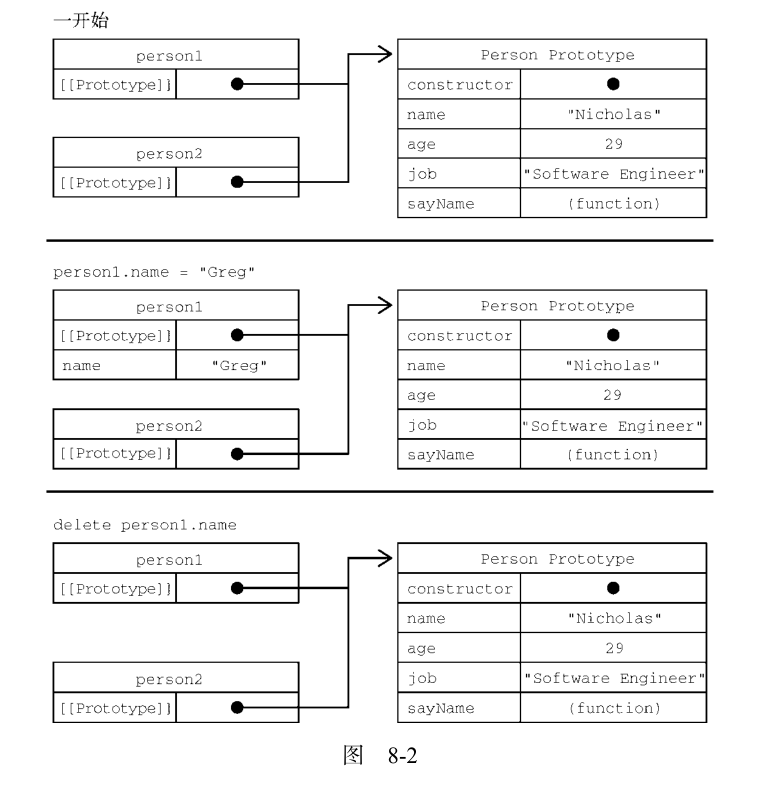 一开始
person1
[[Prototype]]
Person Prototype
constructor
name "Nicholas"
age 29
job "Software Engineer"
sayName (function)
person2
[[Prototype]]
person1.name = "Greg"
person1
[[Prototype]]
name "Greg"
Person Prototype
constructor
name "Nicholas"
age 29
job "Software Engineer"
sayName (function)
person2
[[Prototype]]
delete person1.name
person1
[[Prototype]]
Person Prototype
constructor
name "Nicholas"
age 29
job "Software Engineer"
sayName (function)
person2
[[Prototype]]
图 8-2